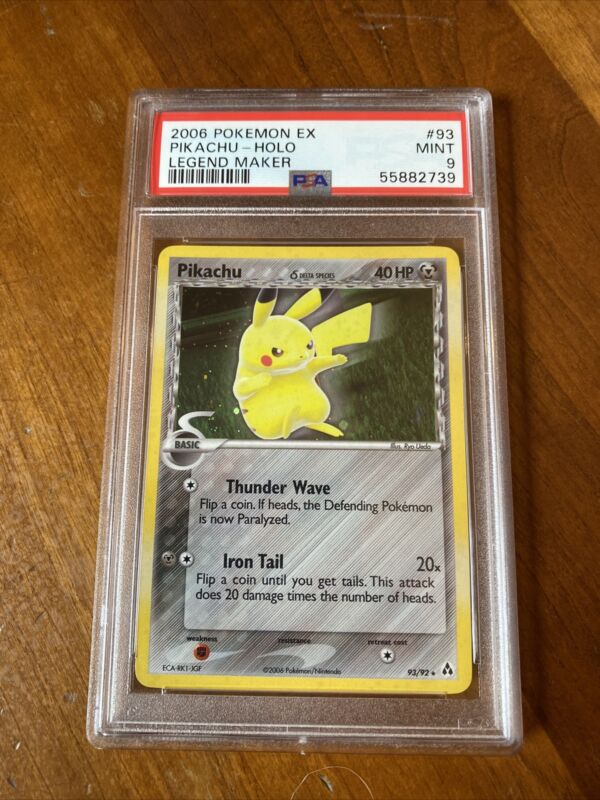 2006 POKEMON EX #93
PIKACHU - HOLO MINT
LEGEND MAKER 9
PSA 55882739
Pikachu δ DELTA SPECIES 40 HP
BASIC
Illus. Ryo Ueda
Thunder Wave
Flip a coin. If heads, the Defending Pokémon
is now Paralyzed.
Iron Tail 20x
Flip a coin until you get tails. This attack
does 20 damage times the number of heads.
weakness resistance retreat cost
ECA-RK1-JGF ©2006 Pokémon/Nintendo 93/92